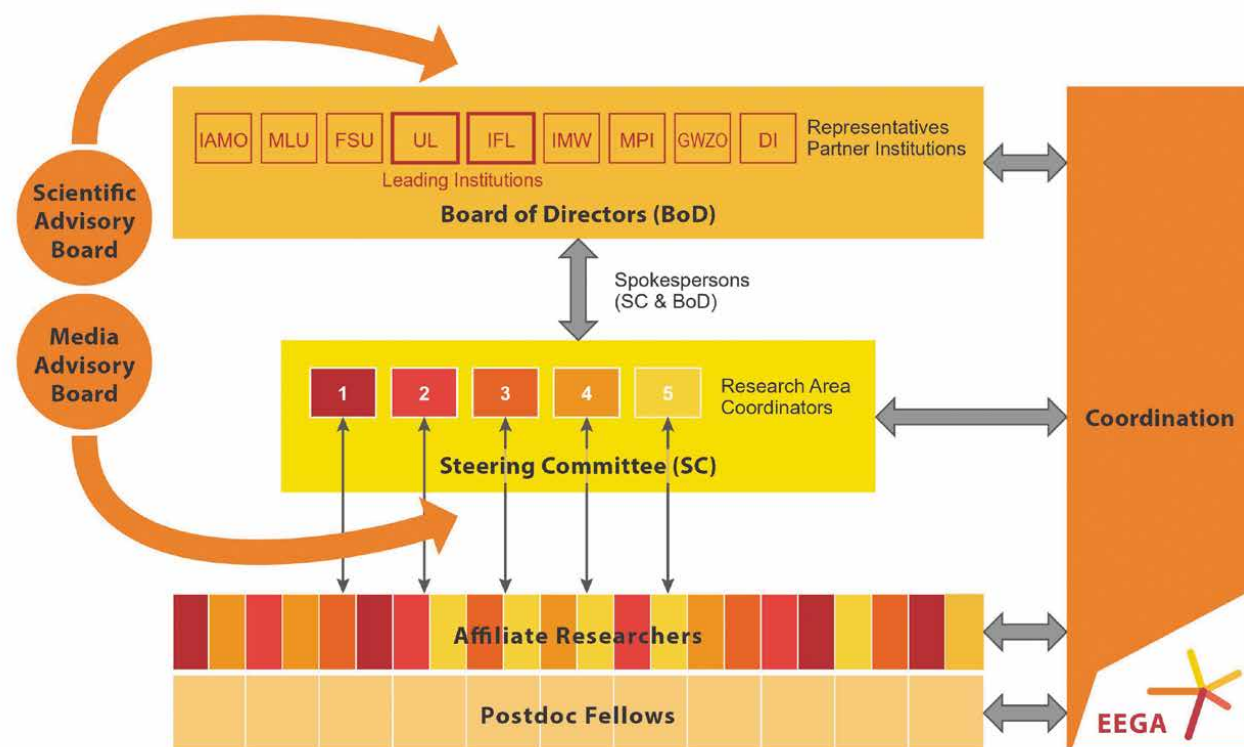 IAMO MLU FSU UL IFL IMW MPI GWZO DI
Representatives
Partner Institutions
Leading Institutions
Board of Directors (BoD)
Scientific
Advisory
Board
Spokespersons
(SC & BoD)
Media
Advisory
Board
1 2 3 4 5
Research Area
Coordinators
Steering Committee (SC)
Coordination
Affiliate Researchers
Postdoc Fellows
EEGA